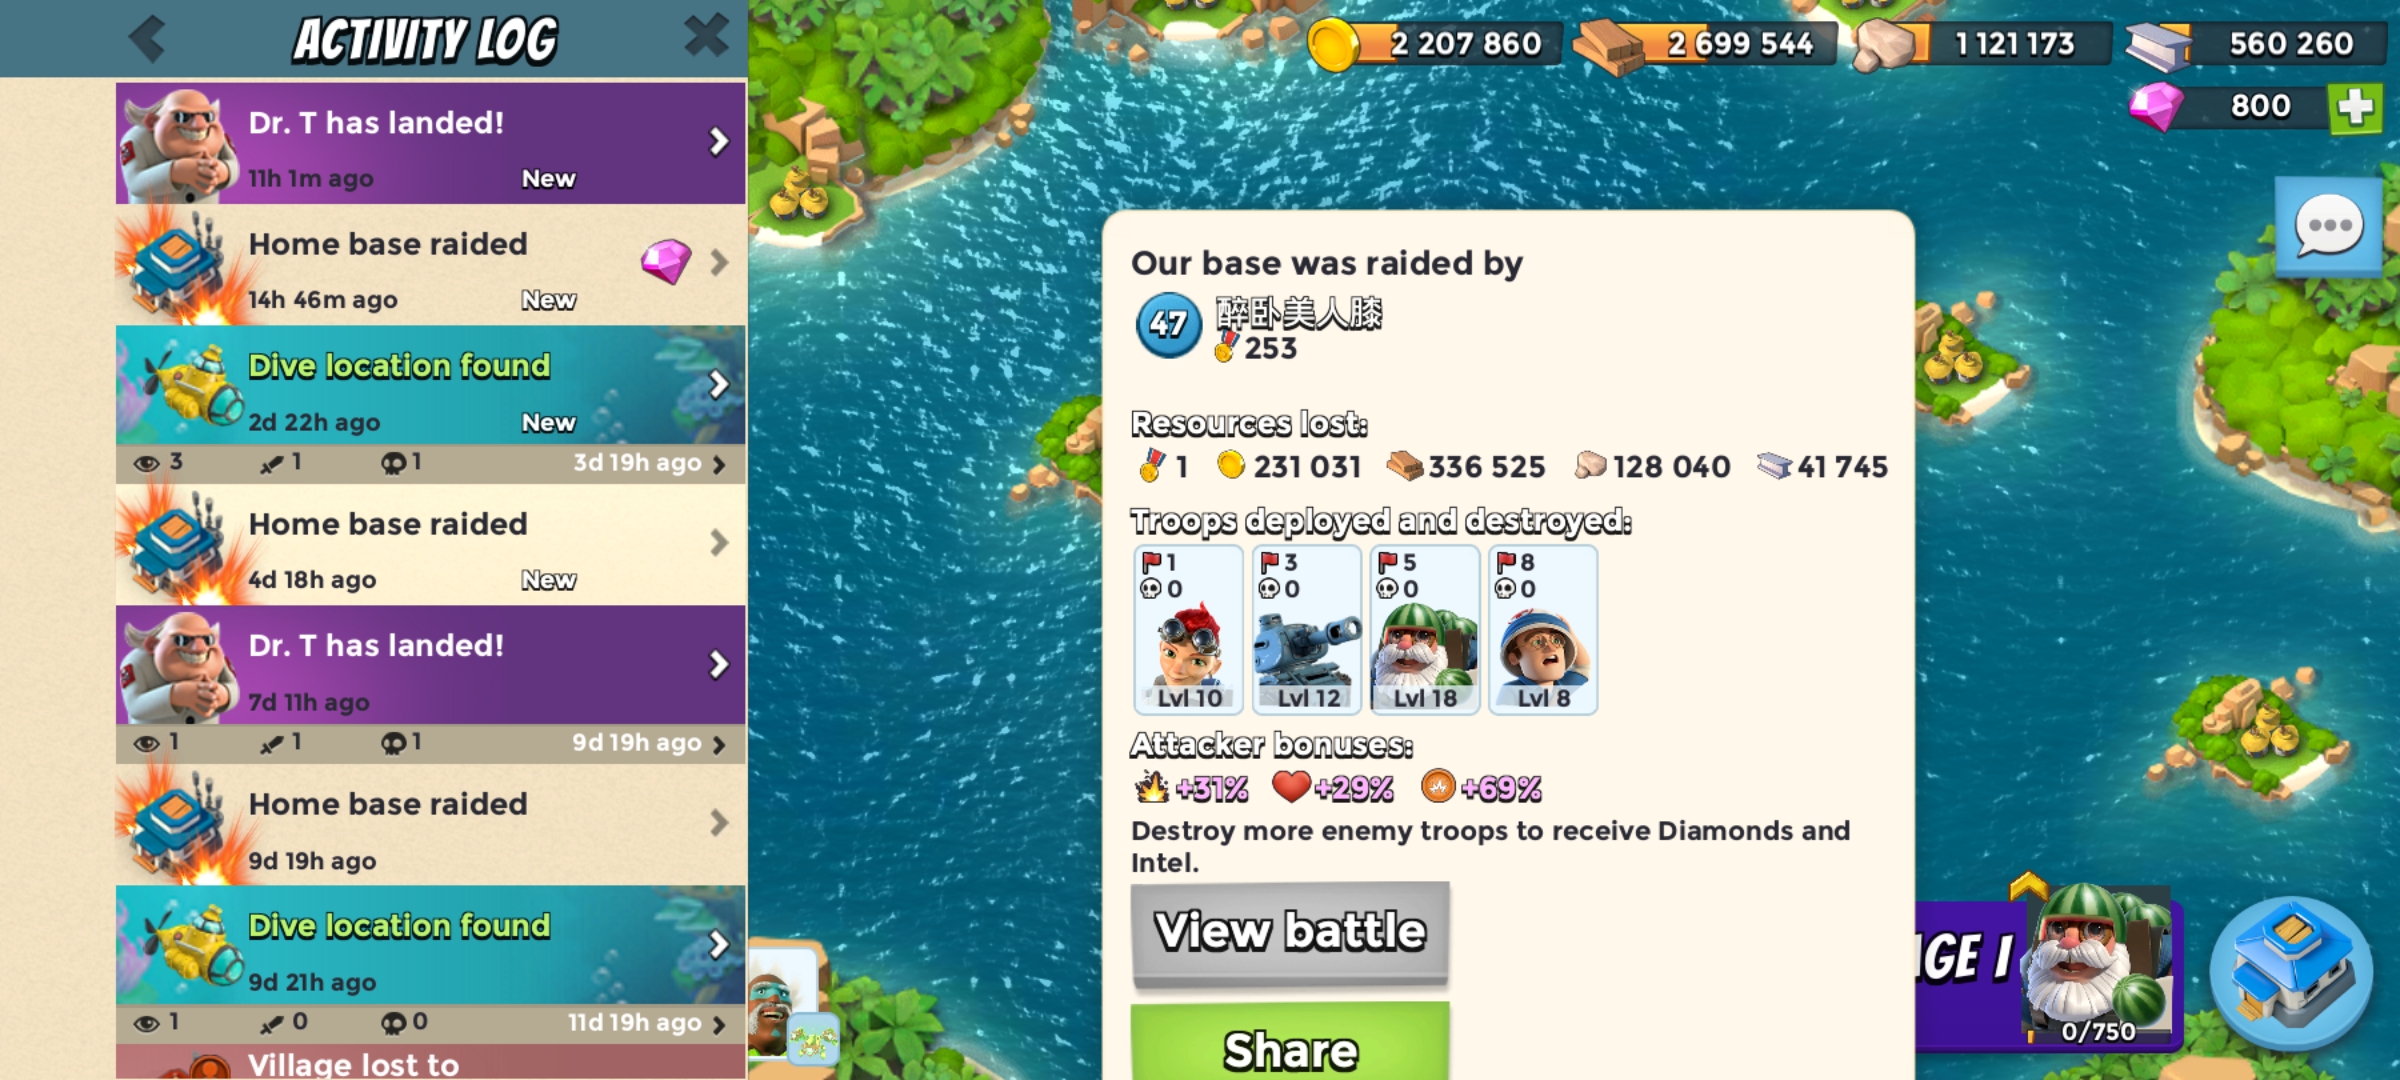 ACTIVITY LOG
Dr. T has landed!
11h 1m ago
New
Home base raided
14h 46m ago
New
Dive location found
2d 22h ago
New
3 1 1 3d 19h ago
Home base raided
4d 18h ago
New
Dr. T has landed!
7d 11h ago
1 1 1 9d 19h ago
Home base raided
9d 19h ago
Dive location found
9d 21h ago
1 0 0 11d 19h ago
Village lost to
2 207 860
2 699 544
1 121 173
560 260
800
Our base was raided by
47
醉卧美人膝
253
Resources lost:
1 231 031 336 525 128 040 41 745
Troops deployed and destroyed:
1 3 5 8
0 0 0 0
Lvl 10 Lvl 12 Lvl 18 Lvl 8
Attacker bonuses:
+31% +29% +69%
Destroy more enemy troops to receive Diamonds and
Intel.
View battle
Share
GE I
0/750